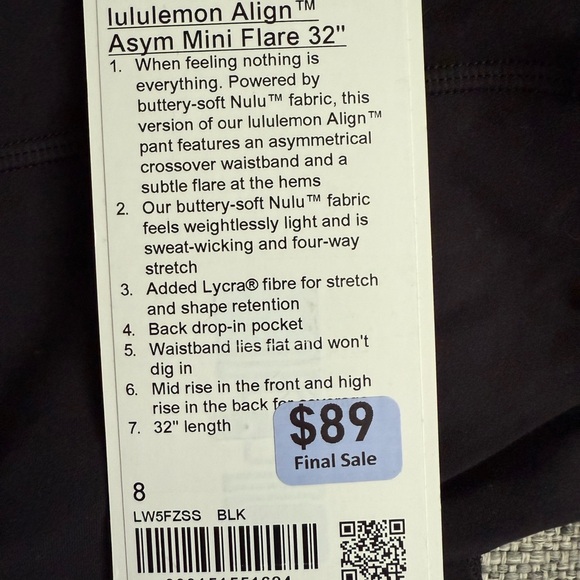 lululemon Align™
Asym Mini Flare 32"
1. When feeling nothing is
everything. Powered by
buttery-soft Nulu™ fabric, this
version of our lululemon Align™
pant features an asymmetrical
crossover waistband and a
subtle flare at the hems
2. Our buttery-soft Nulu™ fabric
feels weightlessly light and is
sweat-wicking and four-way
stretch
3. Added Lycra® fibre for stretch
and shape retention
4. Back drop-in pocket
5. Waistband lies flat and won't
dig in
6. Mid rise in the front and high
rise in the back for coverage
7. 32" length
$89
Final Sale
8
LW5FZSS BLK